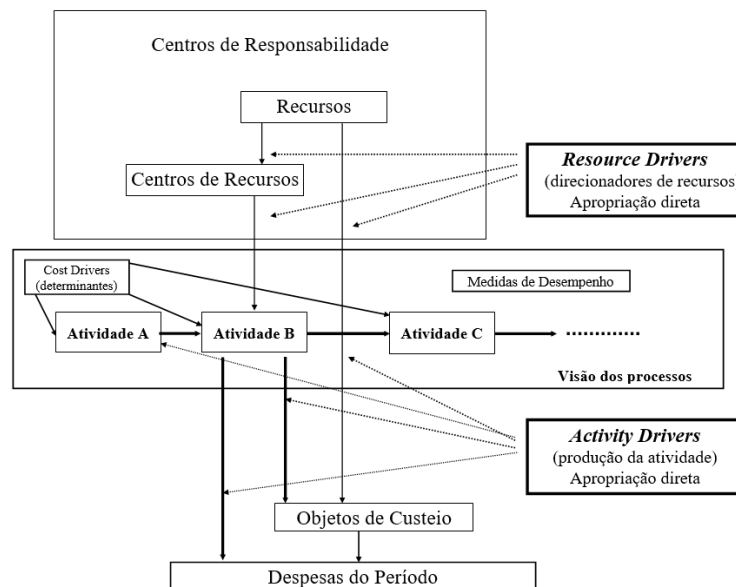 Centros de Responsabilidade
Recursos
Centros de Recursos
Resource Drivers
(direcionadores de recursos)
Apropriação direta
Cost Drivers
(determinantes)
Medidas de Desempenho
Atividade A
Atividade B
Atividade C
Visão dos processos
Activity Drivers
(produção da atividade)
Apropriação direta
Objetos de Custeio
Despesas do Período